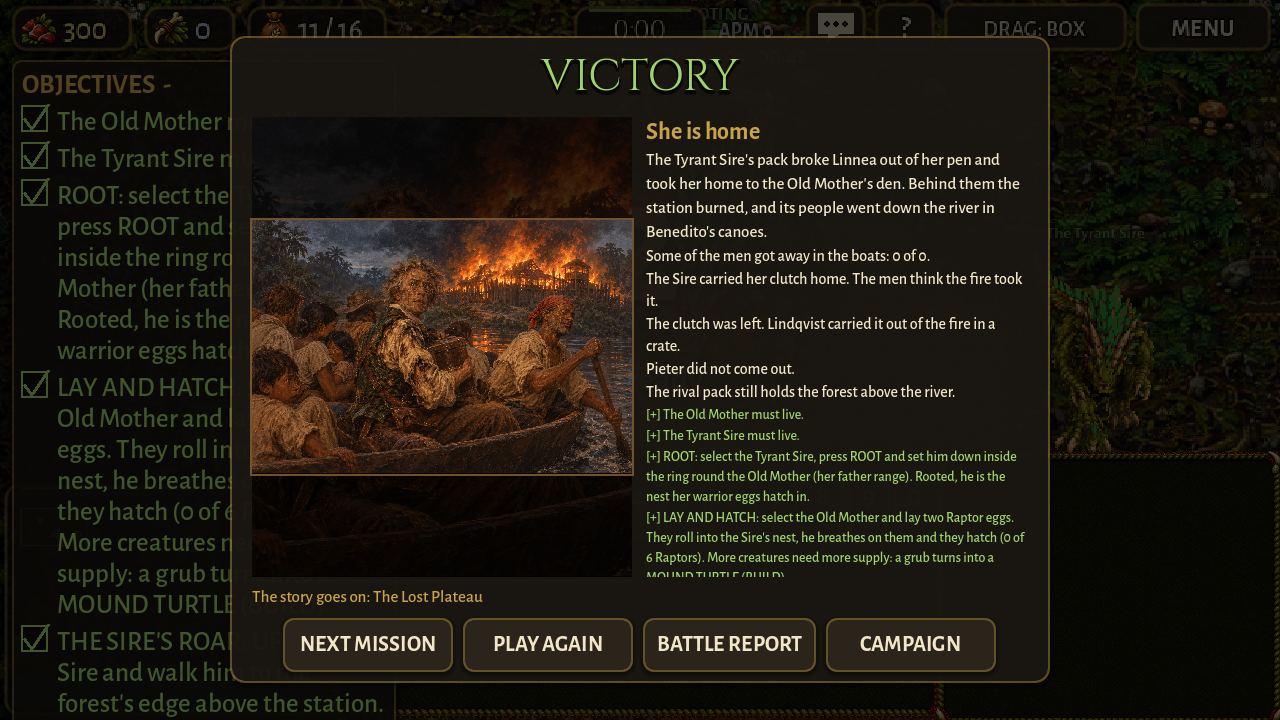 300
0
11/16
0:00
APM 0
?
DRAG: BOX
MENU
OBJECTIVES -
The Old Mother
The Tyrant Sire
ROOT: select the
press ROOT and
inside the ring
Mother (her
Rooted, he is the
warrior eggs
LAY AND HATCH
Old Mother and
eggs. They roll
nest, he breathes
they hatch (0 of 6
More creatures
supply: a grub
MOUND TURTLE
THE SIRE'S ROAR
Sire and walk him
forest's edge above the station.
The Tyrant Sire
VICTORY
She is home
The Tyrant Sire's pack broke Linnea out of her pen and
took her home to the Old Mother's den. Behind them the
station burned, and its people went down the river in
Benedito's canoes.
Some of the men got away in the boats: 0 of 0.
The Sire carried her clutch home. The men think the fire took
it.
The clutch was left. Lindqvist carried it out of the fire in a
crate.
Pieter did not come out.
The rival pack still holds the forest above the river.
[+] The Old Mother must live.
[+] The Tyrant Sire must live.
[+] ROOT: select the Tyrant Sire, press ROOT and set him down inside
the ring round the Old Mother (her father range). Rooted, he is the
nest her warrior eggs hatch in.
[+] LAY AND HATCH: select the Old Mother and lay two Raptor eggs.
They roll into the Sire's nest, he breathes on them and they hatch (0 of
6 Raptors). More creatures need more supply: a grub turns into a
MOUND TURTLE (BUILD).
The story goes on: The Lost Plateau
NEXT MISSION
PLAY AGAIN
BATTLE REPORT
CAMPAIGN